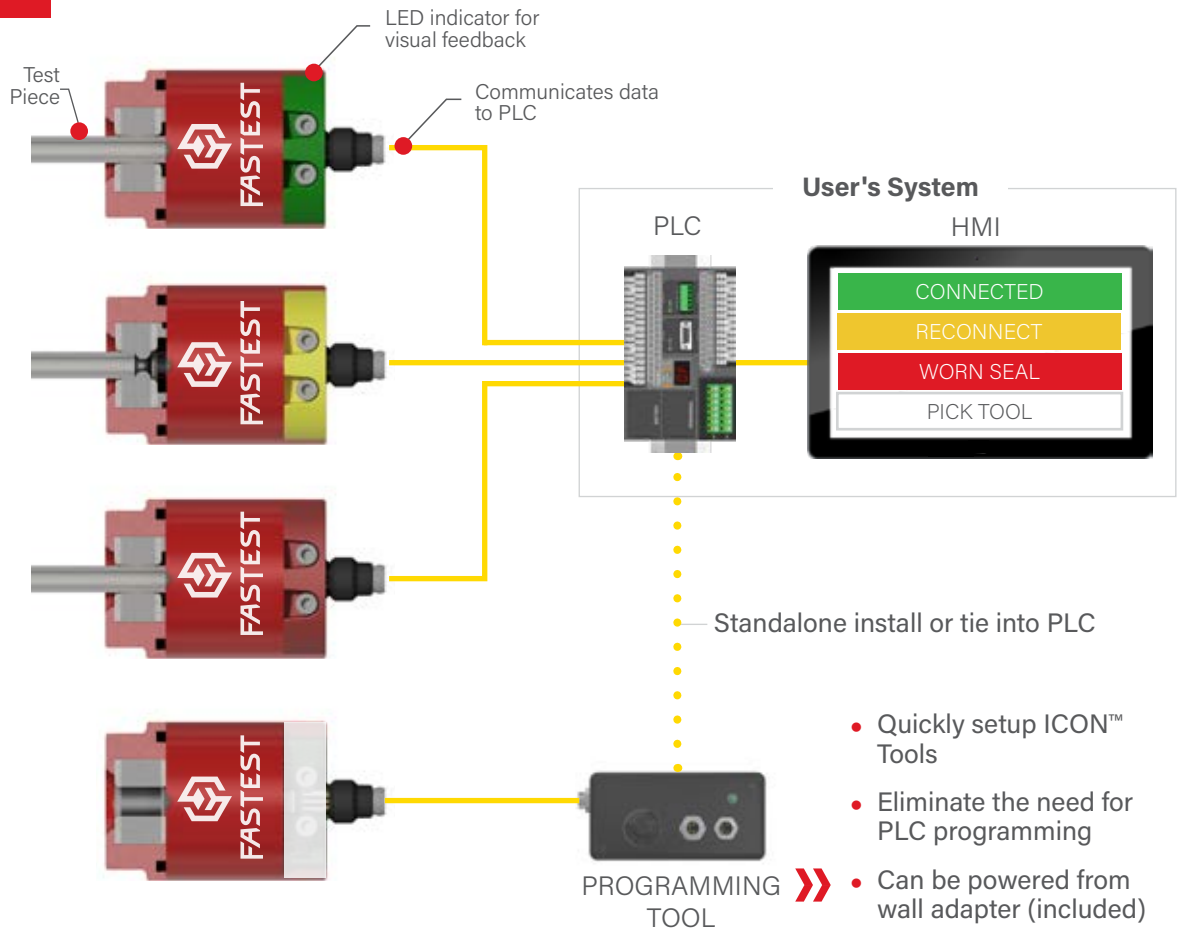 LED indicator for
visual feedback
Test
Piece
Communicates data
to PLC
FASTEST
User's System
PLC
HMI
CONNECTED
RECONNECT
WORN SEAL
PICK TOOL
FASTEST
FASTEST
Standalone install or tie into PLC
FASTEST
• Quickly setup ICON™
Tools
• Eliminate the need for
PLC programming
• Can be powered from
wall adapter (included)
PROGRAMMING
TOOL